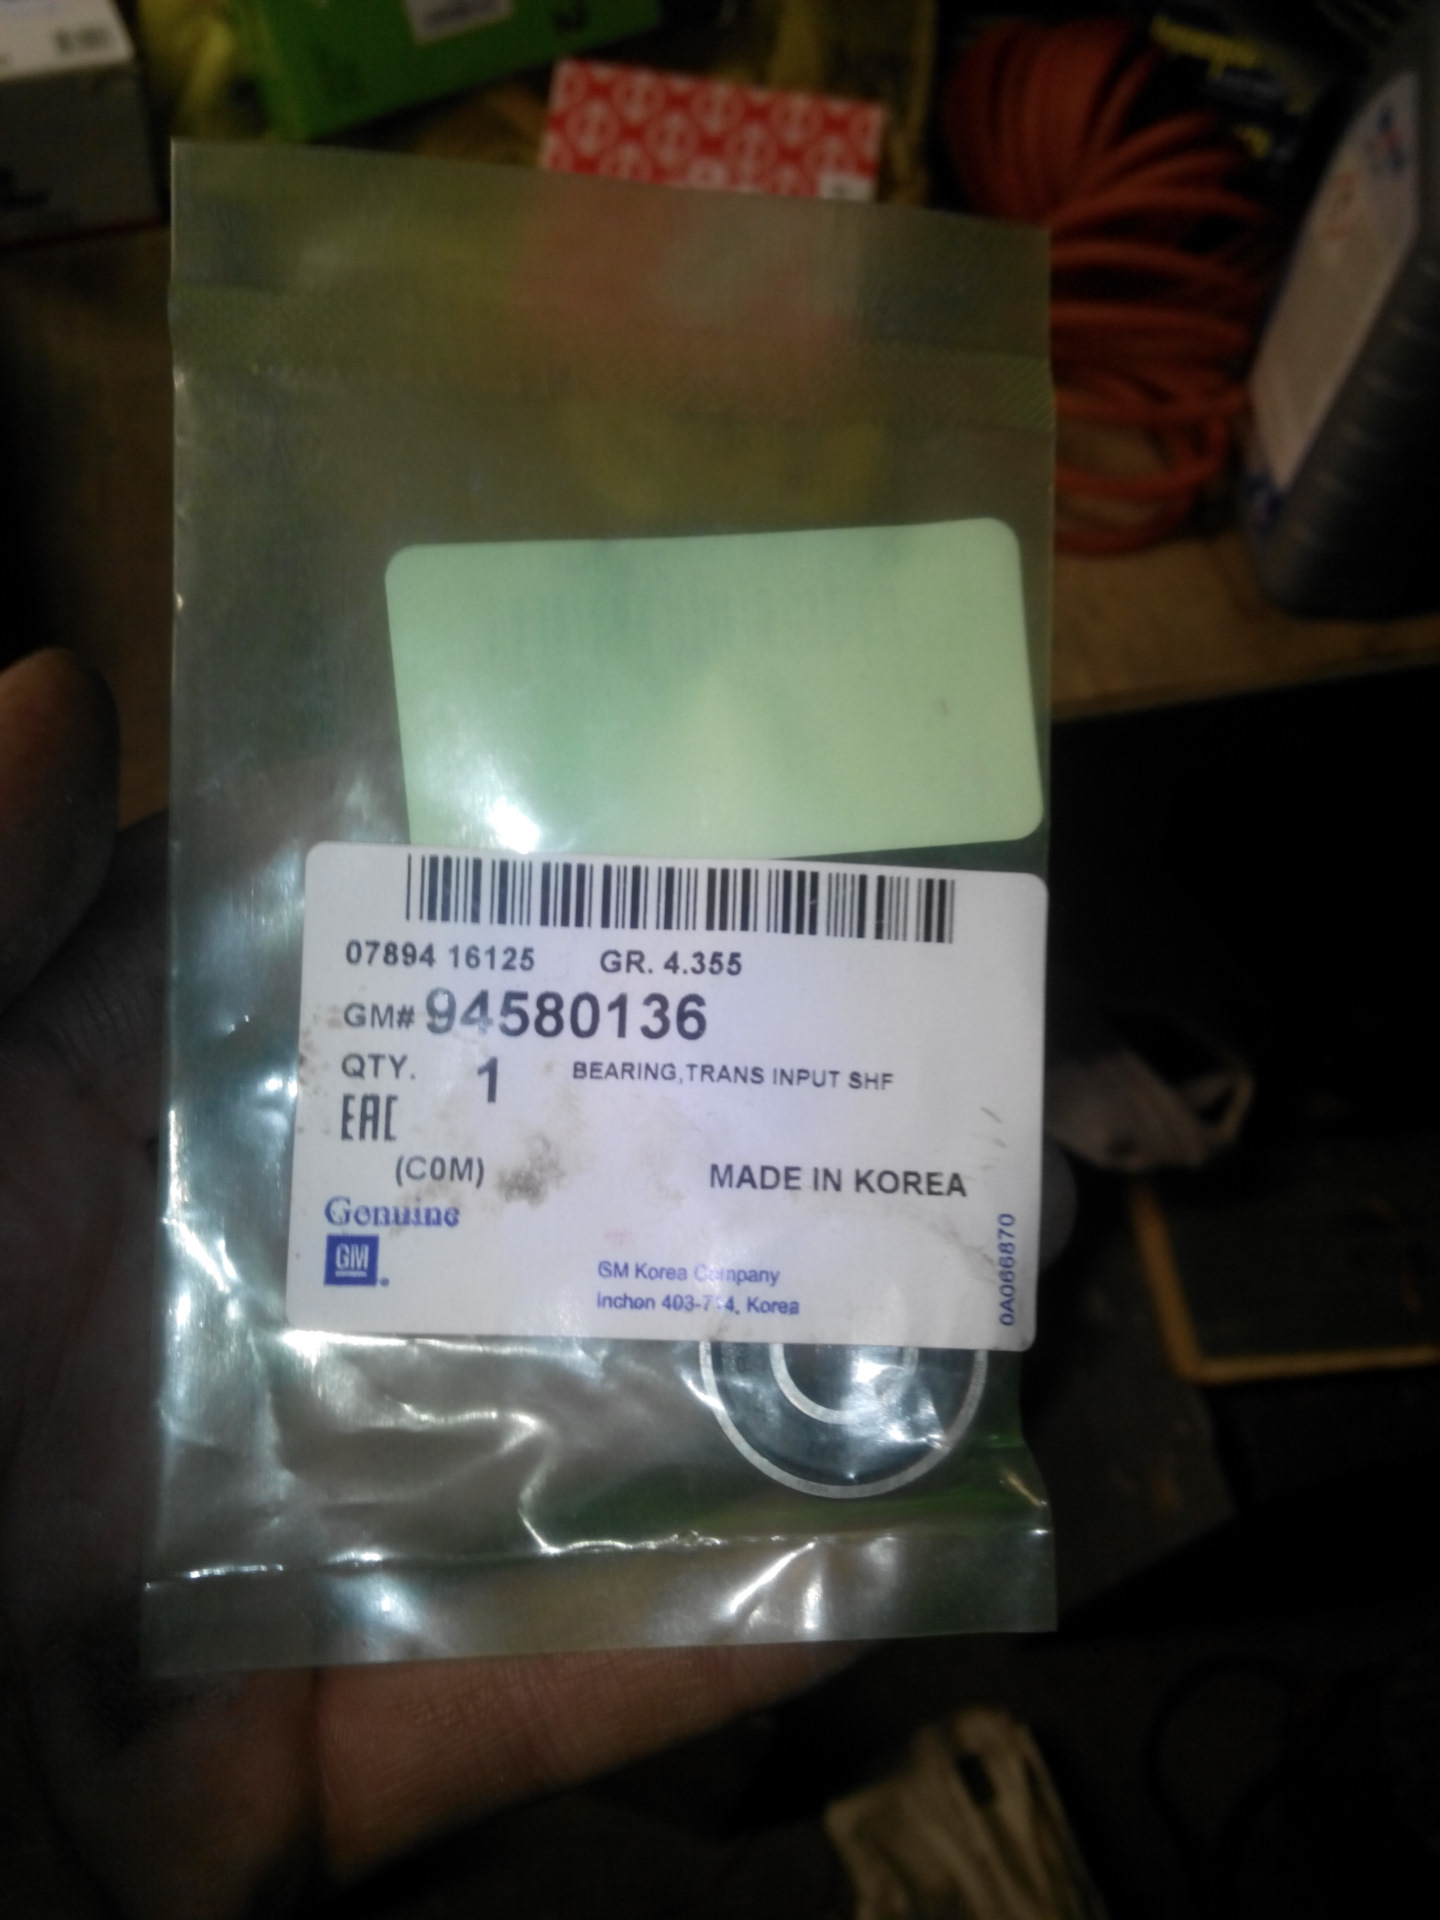 07894 16125 GR. 4.355
GM# 94580136
QTY. 1 BEARING,TRANS INPUT SHF
EAC
(C0M) MADE IN KOREA
Genuine
GM
GM Korea Company
Inchon 403-714, Korea
0A066870